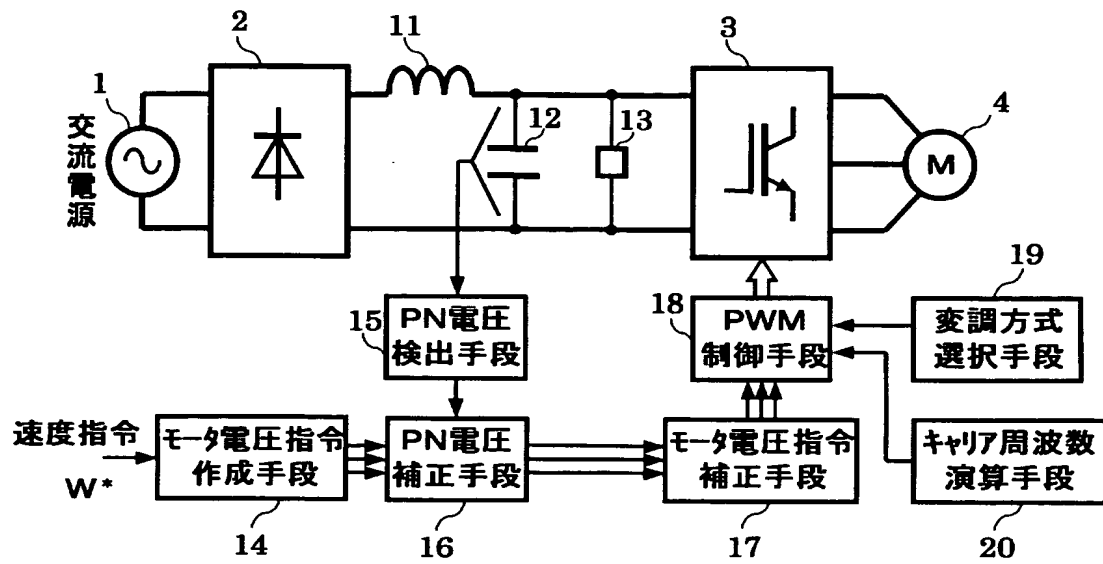 1
交流電源
2
11
12
13
3
4
M
15
PN電圧
検出手段
18
PWM
制御手段
19
変調方式
選択手段
速度指令
W*
モータ電圧指令
作成手段
14
PN電圧
補正手段
16
モータ電圧指令
補正手段
17
キャリア周波数
演算手段
20